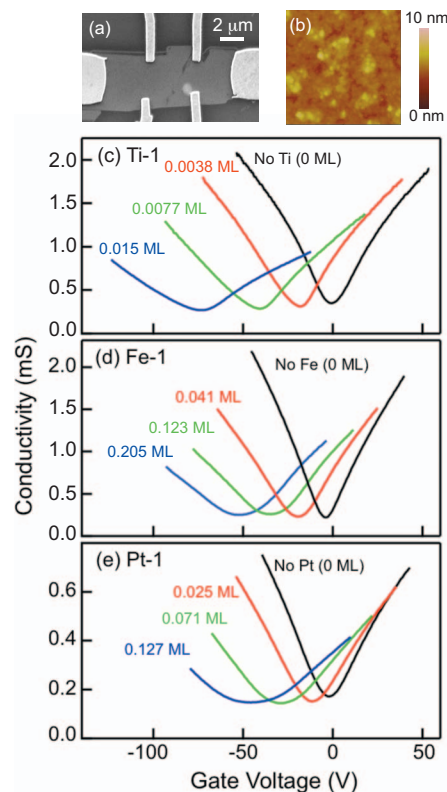 (a)
2 μm
(b)
10 nm
0 nm
(c) Ti-1
No Ti (0 ML)
0.0038 ML
0.0077 ML
0.015 ML
2.0
1.5
1.0
0.5
0.0
(d) Fe-1
No Fe (0 ML)
0.041 ML
0.123 ML
0.205 ML
2.0
1.5
1.0
0.5
0.0
(e) Pt-1
No Pt (0 ML)
0.025 ML
0.071 ML
0.127 ML
0.6
0.4
0.2
0.0
Conductivity (mS)
-100 -50 0 50
Gate Voltage (V)